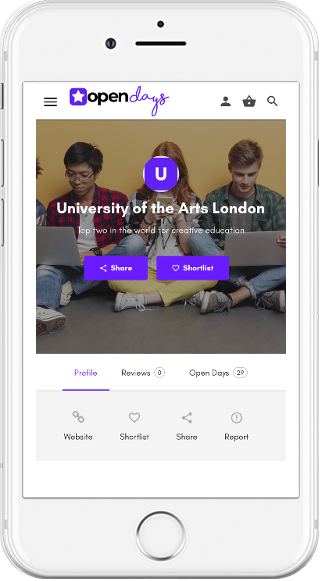 opendays
U
University of the Arts London
Top two in the world for creative education
Share Shortlist
Profile Reviews 0 Open Days 29
Website Shortlist Share Report